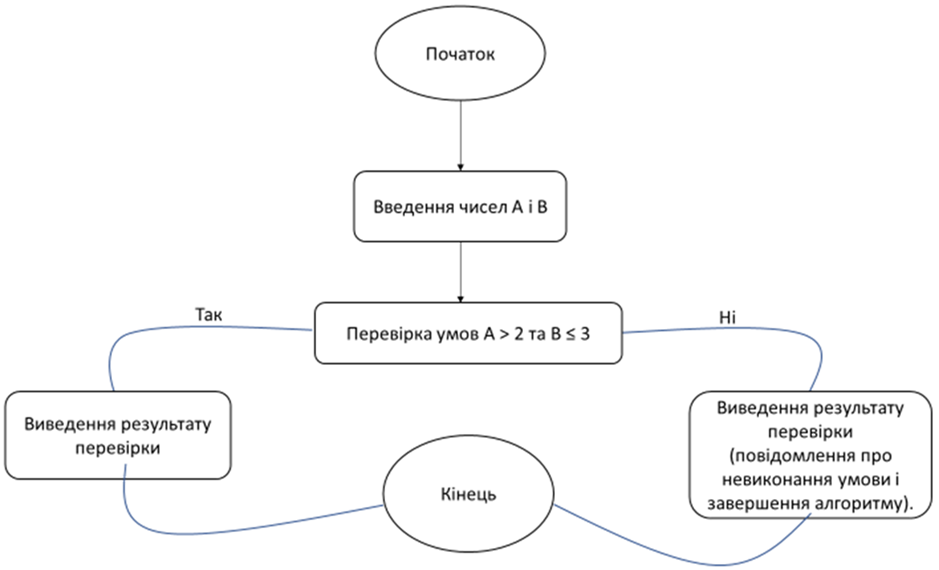 Початок
Введення чисел A і B
Так
Ні
Перевірка умов A > 2 та B ≤ 3
Виведення результату
перевірки
Виведення результату
перевірки
(повідомлення про
невиконання умови і
завершення алгоритму).
Кінець